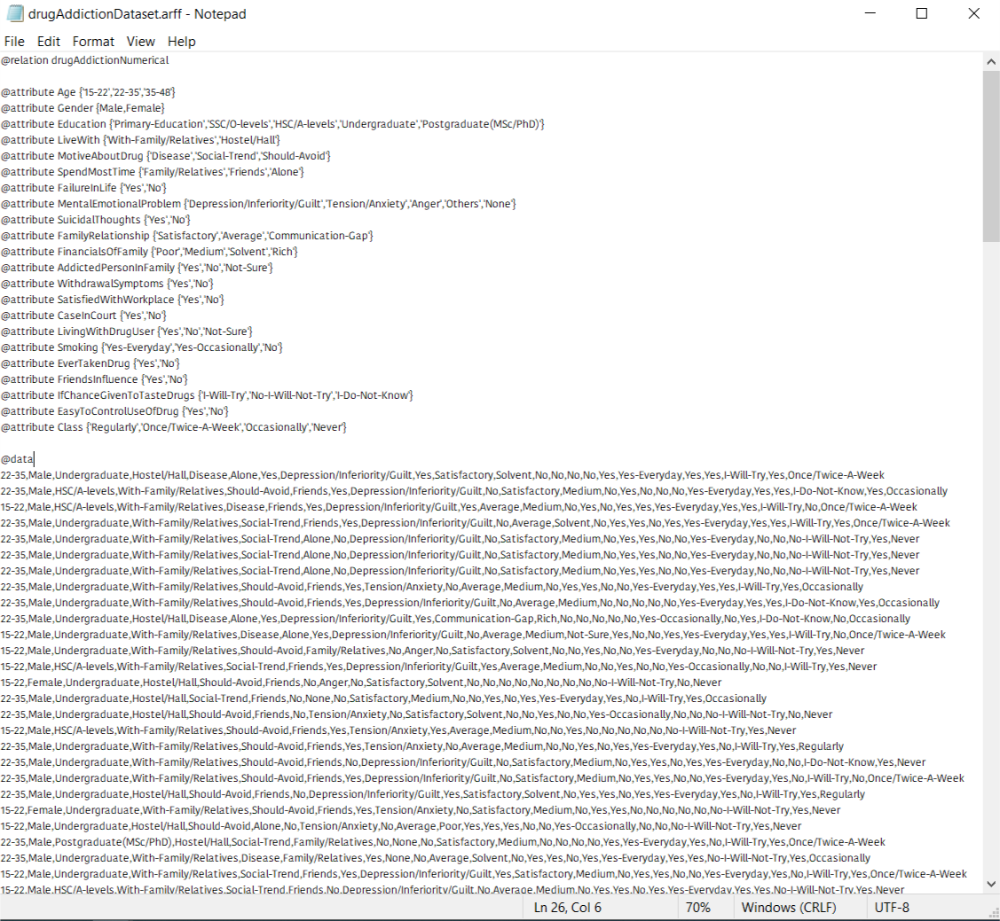 drugAddictionDataset.arff - Notepad
File Edit Format View Help
@relation drugAddictionNumerical
@attribute Age {'15-22','22-35','35-48'}
@attribute Gender {Male,Female}
@attribute Education {'Primary-Education','SSC/O-levels','HSC/A-levels','Undergraduate','Postgraduate(MSc/PhD)'}
@attribute LiveWith {'With-Family/Relatives','Hostel/Hall'}
@attribute MotiveAboutDrug {'Disease','Social-Trend','Should-Avoid'}
@attribute SpendMostTime {'Family/Relatives','Friends','Alone'}
@attribute FailureInLife {'Yes','No'}
@attribute MentalEmotionalProblem {'Depression/Inferiority/Guilt','Tension/Anxiety','Anger','Others','None'}
@attribute SuicidalThoughts {'Yes','No'}
@attribute FamilyRelationship {'Satisfactory','Average','Communication-Gap'}
@attribute FinancialsOfFamily {'Poor','Medium','Solvent','Rich'}
@attribute AddictedPersonInFamily {'Yes','No','Not-Sure'}
@attribute WithdrawalSymptoms {'Yes','No'}
@attribute SatisfiedWithWorkplace {'Yes','No'}
@attribute CaseInCourt {'Yes','No'}
@attribute LivingWithDrugUser {'Yes','No','Not-Sure'}
@attribute Smoking {'Yes-Everyday','Yes-Occasionally','No'}
@attribute EverTakenDrug {'Yes','No'}
@attribute FriendsInfluence {'Yes','No'}
@attribute IfChanceGivenToTasteDrugs {'I-Will-Try','No-I-Will-Not-Try','I-Do-Not-Know'}
@attribute EasyToControlUseOfDrug {'Yes','No'}
@attribute Class {'Regularly','Once/Twice-A-Week','Occasionally','Never'}
@data
22-35,Male,Undergraduate,Hostel/Hall,Disease,Alone,Yes,Depression/Inferiority/Guilt,Yes,Satisfactory,Solvent,No,No,No,No,Yes,Yes-Everyday,Yes,Yes,I-Will-Try,Yes,Once/Twice-A-Week
22-35,Male,HSC/A-levels,With-Family/Relatives,Should-Avoid,Friends,Yes,Depression/Inferiority/Guilt,No,Satisfactory,Medium,No,Yes,No,No,No,Yes-Everyday,Yes,Yes,I-Do-Not-Know,Yes,Occasionally
15-22,Male,HSC/A-levels,With-Family/Relatives,Disease,Friends,Yes,Depression/Inferiority/Guilt,Yes,Average,Medium,No,Yes,No,Yes,Yes,Yes-Everyday,Yes,Yes,I-Will-Try,No,Once/Twice-A-Week
22-35,Male,Undergraduate,With-Family/Relatives,Social-Trend,Friends,Yes,Depression/Inferiority/Guilt,No,Average,Solvent,No,Yes,Yes,No,Yes,Yes-Everyday,Yes,Yes,I-Will-Try,Yes,Once/Twice-A-Week
22-35,Male,Undergraduate,With-Family/Relatives,Social-Trend,Alone,No,Depression/Inferiority/Guilt,No,Satisfactory,Medium,No,Yes,Yes,No,No,Yes-Everyday,No,No,No-I-Will-Not-Try,Yes,Never
22-35,Male,Undergraduate,With-Family/Relatives,Social-Trend,Alone,No,Depression/Inferiority/Guilt,No,Satisfactory,Medium,No,Yes,Yes,No,No,Yes-Everyday,No,No,No-I-Will-Not-Try,Yes,Never
22-35,Male,Undergraduate,With-Family/Relatives,Social-Trend,Alone,No,Depression/Inferiority/Guilt,No,Satisfactory,Medium,No,Yes,Yes,No,No,Yes-Everyday,No,No,No-I-Will-Not-Try,Yes,Never
22-35,Male,Undergraduate,With-Family/Relatives,Should-Avoid,Friends,Yes,Tension/Anxiety,No,Average,Medium,No,Yes,Yes,No,No,Yes-Everyday,Yes,Yes,I-Will-Try,Yes,Occasionally
22-35,Male,Undergraduate,With-Family/Relatives,Should-Avoid,Friends,Yes,Depression/Inferiority/Guilt,No,Average,Medium,No,No,No,No,No,Yes-Everyday,Yes,Yes,I-Do-Not-Know,Yes,Occasionally
22-35,Male,Undergraduate,Hostel/Hall,Disease,Alone,Yes,Depression/Inferiority/Guilt,Yes,Communication-Gap,Rich,No,No,No,No,No,Yes-Occasionally,No,Yes,I-Do-Not-Know,No,Occasionally
15-22,Male,Undergraduate,With-Family/Relatives,Disease,Alone,Yes,Depression/Inferiority/Guilt,No,Average,Medium,Not-Sure,Yes,No,No,Yes,Yes-Everyday,Yes,Yes,I-Will-Try,No,Once/Twice-A-Week
15-22,Male,Undergraduate,With-Family/Relatives,Should-Avoid,Family/Relatives,No,Anger,No,Satisfactory,Solvent,No,No,Yes,No,No,Yes-Everyday,No,No,No-I-Will-Not-Try,Yes,Never
15-22,Male,HSC/A-levels,With-Family/Relatives,Social-Trend,Friends,Yes,Depression/Inferiority/Guilt,Yes,Average,Medium,No,No,Yes,No,No,Yes-Occasionally,No,No,I-Will-Try,Yes,Never
15-22,Female,Undergraduate,Hostel/Hall,Should-Avoid,Friends,No,Anger,No,Satisfactory,Solvent,No,No,No,No,No,No,No,No,No-I-Will-Not-Try,No,Never
22-35,Male,Undergraduate,Hostel/Hall,Social-Trend,Friends,No,None,No,Satisfactory,Medium,No,No,Yes,No,Yes,Yes-Everyday,Yes,No,I-Will-Try,Yes,Occasionally
22-35,Male,Undergraduate,Hostel/Hall,Should-Avoid,Friends,No,Tension/Anxiety,No,Satisfactory,Solvent,No,No,Yes,No,No,Yes-Occasionally,No,No,No-I-Will-Not-Try,No,Never
15-22,Male,HSC/A-levels,With-Family/Relatives,Should-Avoid,Friends,Yes,Tension/Anxiety,Yes,Average,Medium,No,No,Yes,No,No,No,No,No,No-I-Will-Not-Try,Yes,Never
22-35,Male,Undergraduate,With-Family/Relatives,Should-Avoid,Friends,Yes,Tension/Anxiety,No,Average,Medium,No,No,Yes,No,Yes,Yes-Everyday,Yes,No,I-Will-Try,Yes,Regularly
22-35,Male,Undergraduate,With-Family/Relatives,Should-Avoid,Friends,No,Depression/Inferiority/Guilt,No,Satisfactory,Medium,No,Yes,Yes,No,Yes,Yes-Everyday,No,No,I-Do-Not-Know,Yes,Never
22-35,Male,Undergraduate,With-Family/Relatives,Should-Avoid,Friends,Yes,Depression/Inferiority/Guilt,No,Satisfactory,Medium,No,Yes,Yes,No,No,Yes-Everyday,Yes,No,I-Will-Try,No,Once/Twice-A-Week
22-35,Male,Undergraduate,Hostel/Hall,Should-Avoid,Friends,No,Depression/Inferiority/Guilt,Yes,Satisfactory,Solvent,No,Yes,Yes,No,Yes,Yes-Everyday,Yes,No,I-Will-Try,Yes,Regularly
15-22,Female,Undergraduate,With-Family/Relatives,Should-Avoid,Friends,Yes,Tension/Anxiety,No,Satisfactory,Medium,No,Yes,Yes,No,No,No,No,No,No-I-Will-Not-Try,Yes,Never
15-22,Male,Undergraduate,Hostel/Hall,Should-Avoid,Alone,No,Tension/Anxiety,No,Average,Poor,Yes,Yes,Yes,No,No,Yes-Occasionally,No,No,No-I-Will-Not-Try,Yes,Never
22-35,Male,Postgraduate(MSc/PhD),Hostel/Hall,Social-Trend,Family/Relatives,No,None,No,Satisfactory,Medium,No,No,No,No,Yes,Yes-Everyday,Yes,No,I-Will-Try,Yes,Once/Twice-A-Week
22-35,Male,Undergraduate,With-Family/Relatives,Disease,Family/Relatives,Yes,None,No,Average,Solvent,No,Yes,Yes,No,Yes,Yes-Everyday,Yes,Yes,No-I-Will-Not-Try,Yes,Occasionally
15-22,Male,Undergraduate,With-Family/Relatives,Social-Trend,Friends,Yes,Depression/Inferiority/Guilt,Yes,Satisfactory,Medium,No,Yes,Yes,No,No,Yes-Everyday,Yes,No,I-Will-Try,Yes,Once/Twice-A-Week
15-22,Male,HSC/A-levels,With-Family/Relatives,Social-Trend,Friends,No,Depression/Inferiority/Guilt,No,Average,Medium,No,Yes,Yes,No,Yes,Yes-Everyday,Yes,Yes,No-I-Will-Not-Try,Yes,Never
Ln 26, Col 6 70% Windows (CRLF) UTF-8